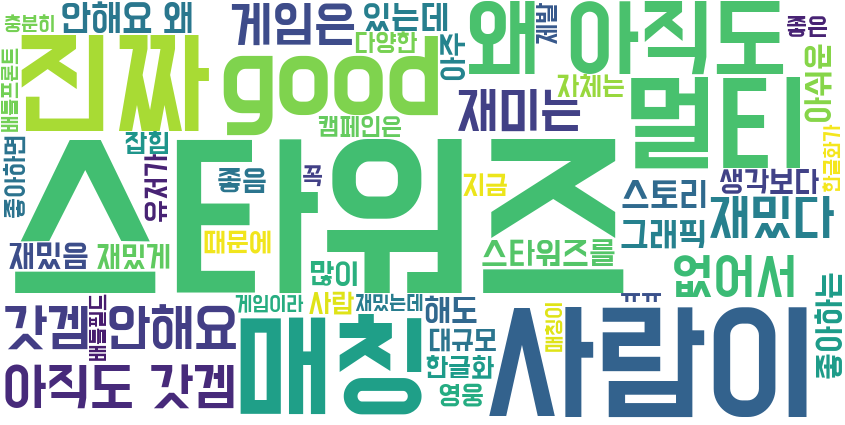 충분히
안해요 왜
게임은
있는데
왜 아직도
제발
좋은
배틀프론트
진짜
good
다양한
아주
재미는
자체는
멀티
아쉬운
캠페인은
좋아하면
잡힘
유저가
스타워즈
좋음
꼭
지금
스토리
생각보다
한글화가
재밌음
재밌게
때문에
스타워즈를
그래픽
재밌다
많이
없어서
좋아하는
갓겜
배틀필드
안해요
게임이라
사람
재밌는데
해도
ㅠㅠ
매칭
대규모
매칭이
사람이
아직도 갓겜
한글화
영웅